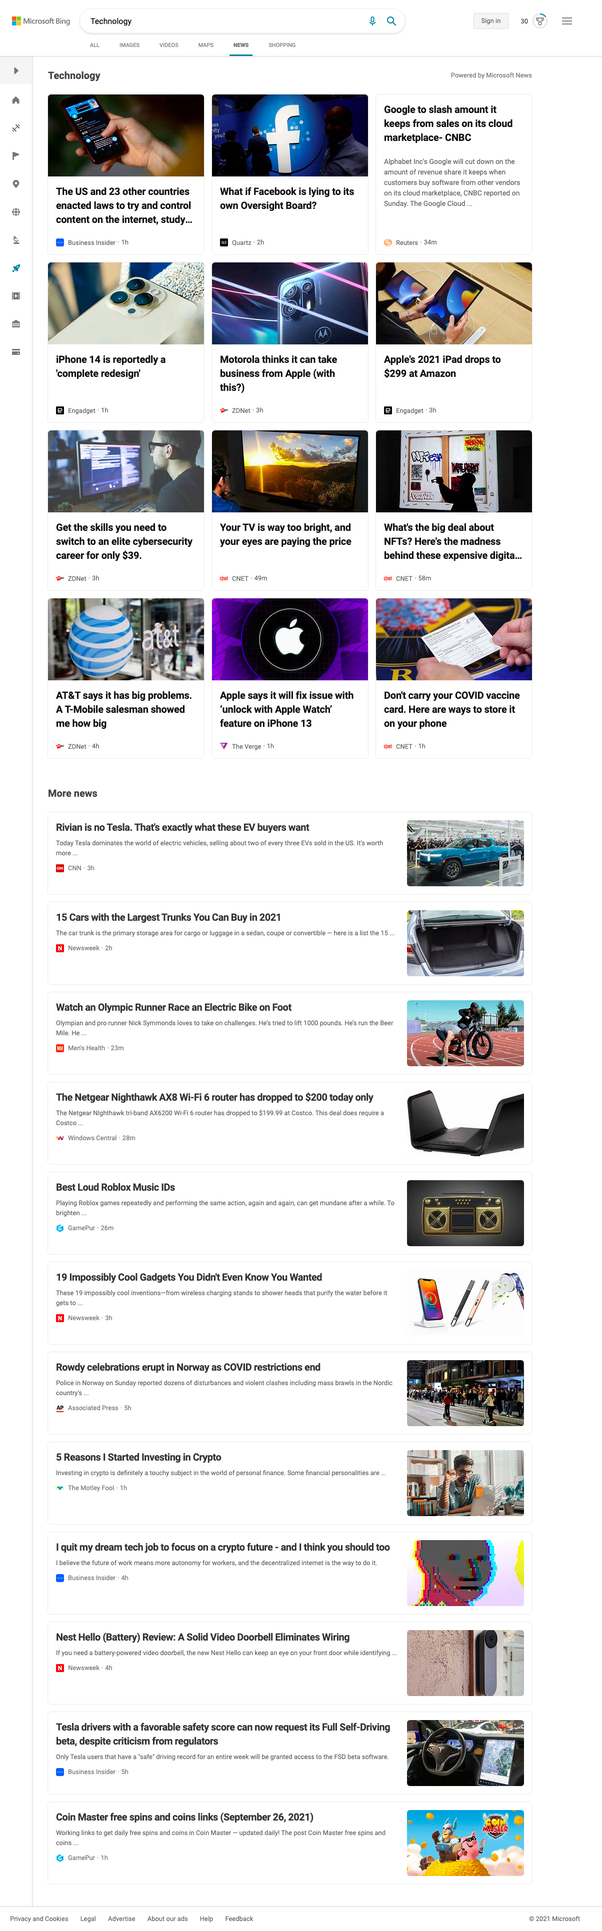 Microsoft Bing
Technology
Sign in
30
ALL
IMAGES
VIDEOS
MAPS
NEWS
SHOPPING
Technology
Powered by Microsoft News
The US and 23 other countries
enacted laws to try and control
content on the internet, study...
Business Insider · 1h
What if Facebook is lying to its
own Oversight Board?
Quartz · 2h
Google to slash amount it
keeps from sales on its cloud
marketplace- CNBC
Alphabet Inc's Google will cut down on the
amount of revenue share it keeps when
customers buy software from other vendors
on its cloud marketplace, CNBC reported on
Sunday. The Google Cloud ...
Reuters · 34m
iPhone 14 is reportedly a
'complete redesign'
Engadget · 1h
Motorola thinks it can take
business from Apple (with
this?)
ZDNet · 3h
Apple's 2021 iPad drops to
$299 at Amazon
Engadget · 3h
Get the skills you need to
switch to an elite cybersecurity
career for only $39.
ZDNet · 3h
Your TV is way too bright, and
your eyes are paying the price
CNET · 49m
What's the big deal about
NFTs? Here's the madness
behind these expensive digita...
CNET · 58m
at&t
AT&T says it has big problems.
A T-Mobile salesman showed
me how big
ZDNet · 4h
Apple says it will fix issue with
'unlock with Apple Watch'
feature on iPhone 13
The Verge · 1h
Don't carry your COVID vaccine
card. Here are ways to store it
on your phone
CNET · 1h
More news
Rivian is no Tesla. That's exactly what these EV buyers want
Today Tesla dominates the world of electric vehicles, selling about two of every three EVs sold in the US. It's worth
more ...
CNN · 3h
15 Cars with the Largest Trunks You Can Buy in 2021
The car trunk is the primary storage area for cargo or luggage in a sedan, coupe or convertible — here is a list the 15 ...
Newsweek · 2h
Watch an Olympic Runner Race an Electric Bike on Foot
Olympian and pro runner Nick Symmonds loves to take on challenges. He's tried to lift 1000 pounds. He's run the Beer
Mile. He ...
Men's Health · 23m
The Netgear Nighthawk AX8 Wi-Fi 6 router has dropped to $200 today only
The Netgear Nighthawk tri-band AX6200 Wi-Fi 6 router has dropped to $199.99 at Costco. This deal does require a
Costco ...
Windows Central · 28m
Best Loud Roblox Music IDs
Playing Roblox games repeatedly and performing the same action, again and again, can get mundane after a while. To
brighten ...
GamePur · 26m
19 Impossibly Cool Gadgets You Didn't Even Know You Wanted
These 19 impossibly cool inventions—from wireless charging stands to shower heads that purify the water before it
gets to ...
Newsweek · 3h
Rowdy celebrations erupt in Norway as COVID restrictions end
Police in Norway on Sunday reported dozens of disturbances and violent clashes including mass brawls in the Nordic
country's ...
AP Associated Press · 5h
5 Reasons I Started Investing in Crypto
Investing in crypto is definitely a touchy subject in the world of personal finance. Some financial personalities are ...
The Motley Fool · 1h
I quit my dream tech job to focus on a crypto future - and I think you should too
I believe the future of work means more autonomy for workers, and the decentralized internet is the way to do it.
Business Insider · 4h
Nest Hello (Battery) Review: A Solid Video Doorbell Eliminates Wiring
If you need a battery-powered video doorbell, the new Nest Hello can keep an eye on your front door while identifying ...
Newsweek · 4h
Tesla drivers with a favorable safety score can now request its Full Self-Driving
beta, despite criticism from regulators
Only Tesla users that have a "safe" driving record for an entire week will be granted access to the FSD beta software.
Business Insider · 5h
Coin Master free spins and coins links (September 26, 2021)
Working links to get daily free spins and coins in Coin Master — updated daily! The post Coin Master free spins and
coins ...
GamePur · 1h
COIN
MASTER
Privacy and Cookies
Legal
Advertise
About our ads
Help
Feedback
© 2021 Microsoft